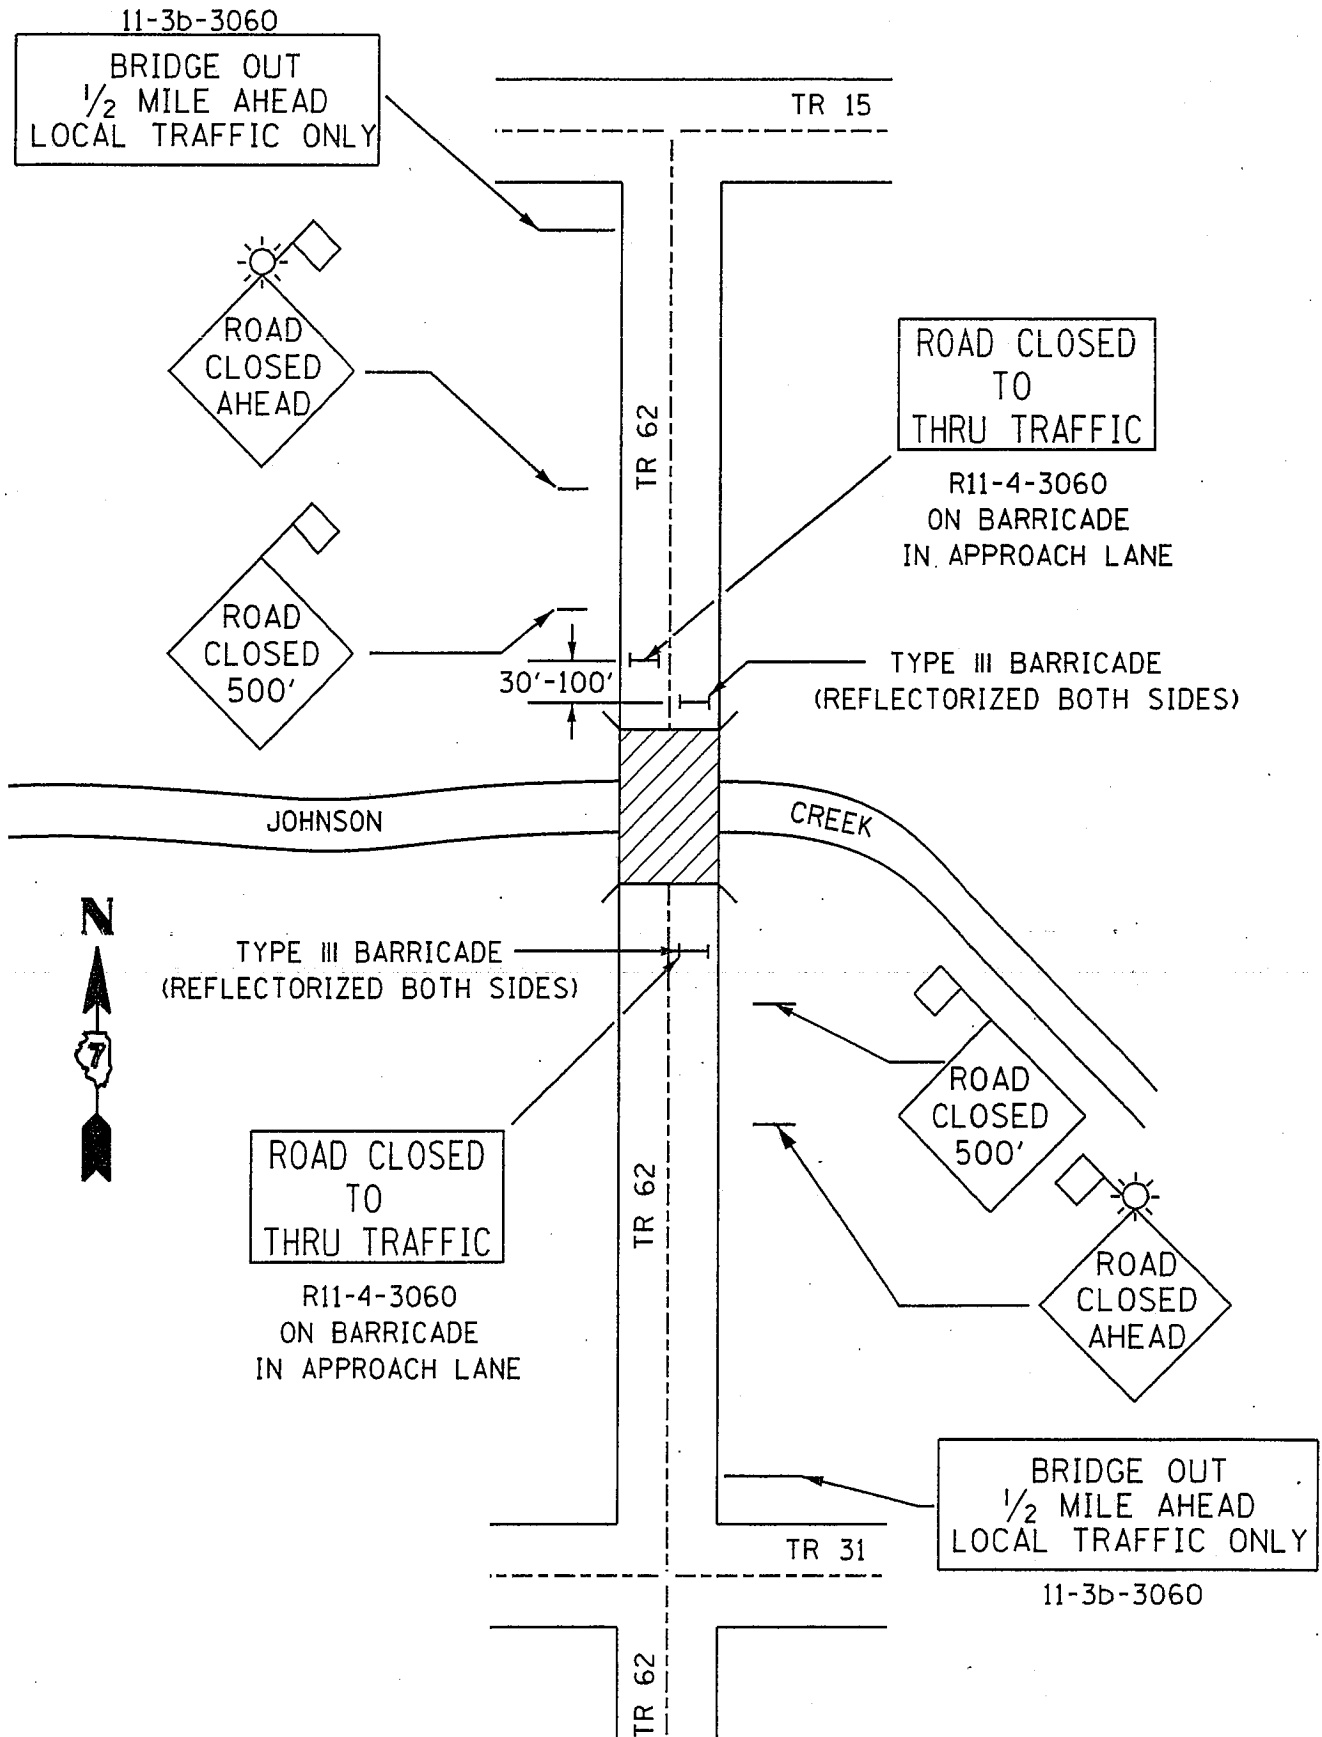 11-3b-3060
BRIDGE OUT
1/2 MILE AHEAD
LOCAL TRAFFIC ONLY
TR 15
ROAD
CLOSED
AHEAD
TR 62
ROAD CLOSED
TO
THRU TRAFFIC
R11-4-3060
ON BARRICADE
IN APPROACH LANE
ROAD
CLOSED
500'
30'-100'
TYPE III BARRICADE
(REFLECTORIZED BOTH SIDES)
JOHNSON
CREEK
N
7
TYPE III BARRICADE
(REFLECTORIZED BOTH SIDES)
ROAD
CLOSED
500'
ROAD CLOSED
TO
THRU TRAFFIC
R11-4-3060
ON BARRICADE
IN APPROACH LANE
TR 62
ROAD
CLOSED
AHEAD
BRIDGE OUT
1/2 MILE AHEAD
LOCAL TRAFFIC ONLY
11-3b-3060
TR 31
TR 62